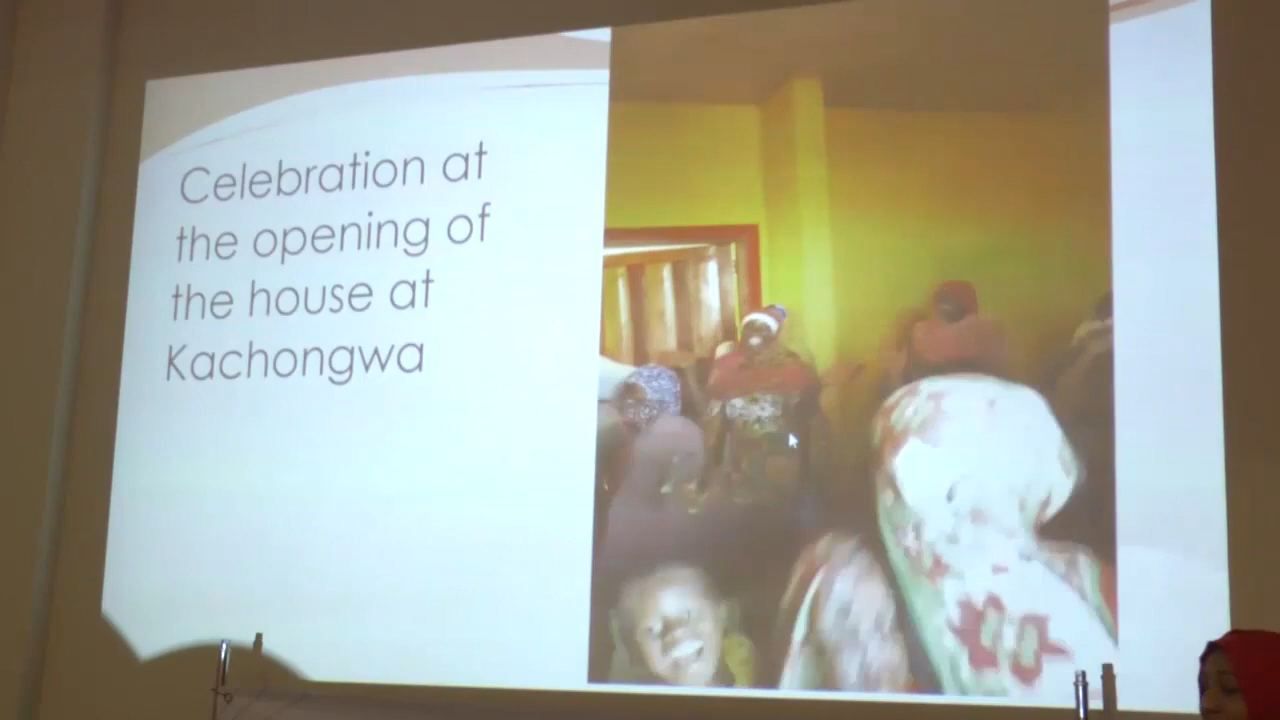 Celebration at
the opening of
the house at
Kachongwa